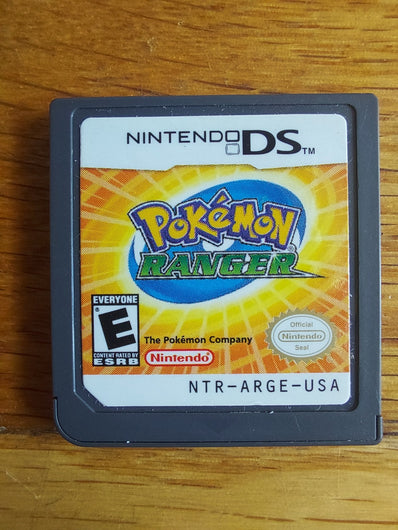 NINTENDO DS™
POKéMON
RANGER
EVERYONE
E
CONTENT RATED BY
ESRB
The Pokémon Company
Nintendo
Official
Nintendo
Seal
NTR-ARGE-USA